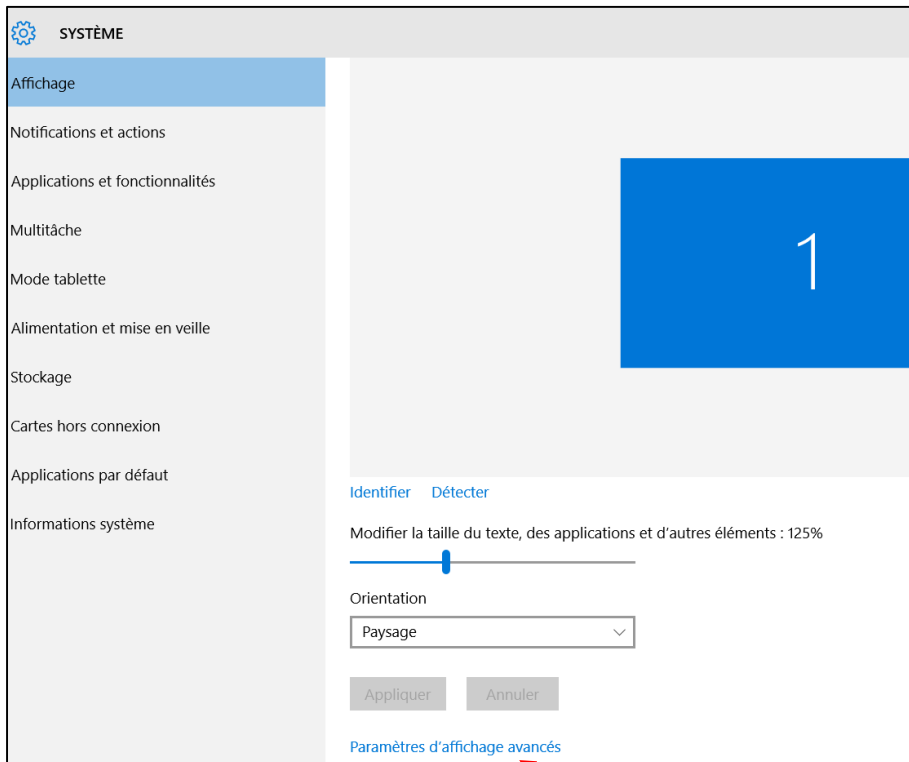 SYSTÈME
Affichage
Notifications et actions
Applications et fonctionnalités
Multitâche
Mode tablette
Alimentation et mise en veille
Stockage
Cartes hors connexion
Applications par défaut
Informations système
1
Identifier Détecter
Modifier la taille du texte, des applications et d'autres éléments : 125%
Orientation
Paysage
Appliquer Annuler
Paramètres d'affichage avancés